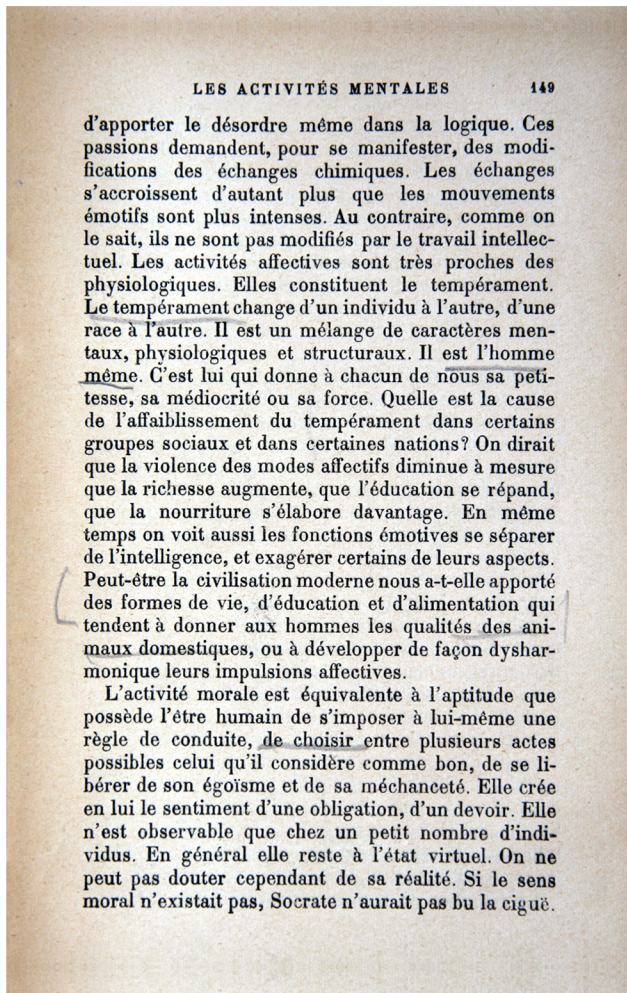 LES ACTIVITÉS MENTALES 149
d'apporter le désordre même dans la logique. Ces
passions demandent, pour se manifester, des modi-
fications des échanges chimiques. Les échanges
s'accroissent d'autant plus que les mouvements
émotifs sont plus intenses. Au contraire, comme on
le sait, ils ne sont pas modifiés par le travail intellec-
tuel. Les activités affectives sont très proches des
physiologiques. Elles constituent le tempérament.
Le tempérament change d'un individu à l'autre, d'une
race à l'autre. Il est un mélange de caractères men-
taux, physiologiques et structuraux. Il est l'homme
même. C'est lui qui donne à chacun de nous sa peti-
tesse, sa médiocrité ou sa force. Quelle est la cause
de l'affaiblissement du tempérament dans certains
groupes sociaux et dans certaines nations? On dirait
que la violence des modes affectifs diminue à mesure
que la richesse augmente, que l'éducation se répand,
que la nourriture s'élabore davantage. En même
temps on voit aussi les fonctions émotives se séparer
de l'intelligence, et exagérer certains de leurs aspects.
Peut-être la civilisation moderne nous a-t-elle apporté
des formes de vie, d'éducation et d'alimentation qui
tendent à donner aux hommes les qualités des ani-
maux domestiques, ou à développer de façon dyshar-
monique leurs impulsions affectives.
L'activité morale est équivalente à l'aptitude que
possède l'être humain de s'imposer à lui-même une
règle de conduite, de choisir entre plusieurs actes
possibles celui qu'il considère comme bon, de se li-
bérer de son égoïsme et de sa méchanceté. Elle crée
en lui le sentiment d'une obligation, d'un devoir. Elle
n'est observable que chez un petit nombre d'indi-
vidus. En général elle reste à l'état virtuel. On ne
peut pas douter cependant de sa réalité. Si le sens
moral n'existait pas, Socrate n'aurait pas bu la ciguë.